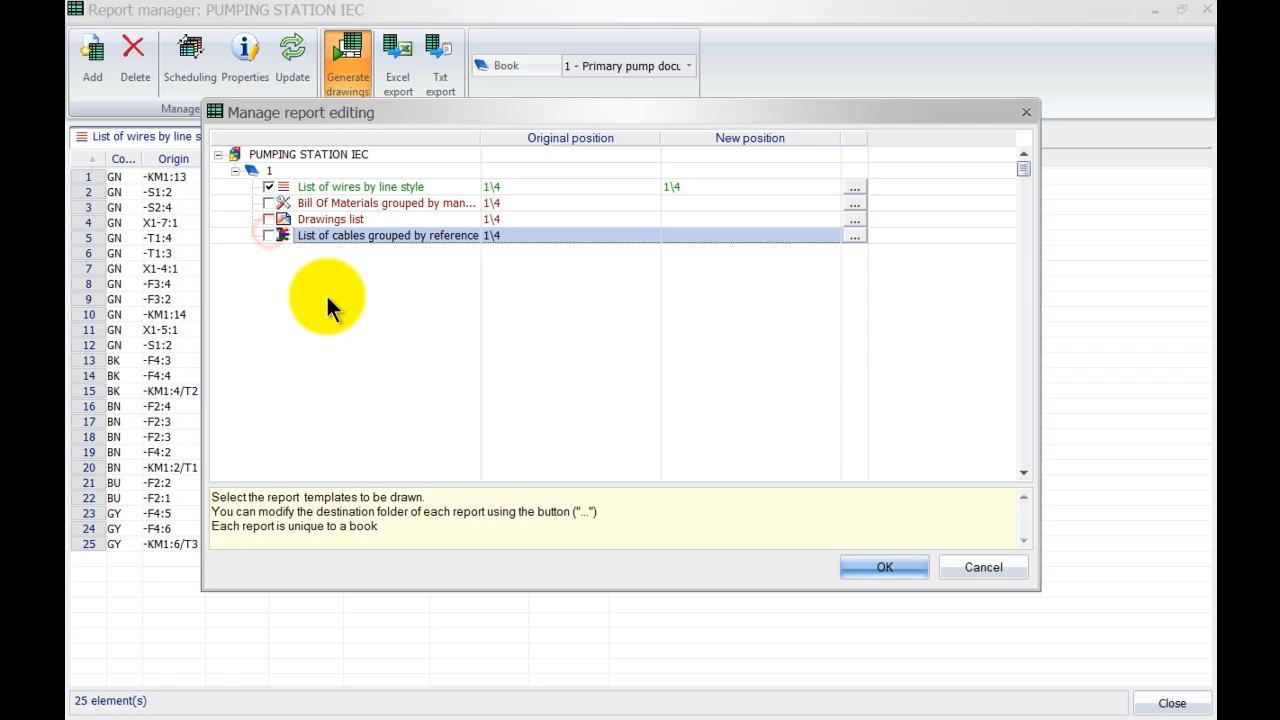 Report manager: PUMPING STATION IEC
Add
Delete
Scheduling
Properties
Update
Generate drawings
Excel export
Txt export
Book
1 - Primary pump docu
Manage
Manage report editing
Original position
New position
PUMPING STATION IEC
1
List of wires by line style 1\4 1\4 ...
Bill Of Materials grouped by man... 1\4 ...
Drawings list 1\4 ...
List of cables grouped by reference 1\4 ...
Select the report templates to be drawn.
You can modify the destination folder of each report using the button ("...")
Each report is unique to a book
OK
Cancel
List of wires by line s
Co... Origin
1 GN -KM1:13
2 GN -S1:2
3 GN -S2:4
4 GN X1-7:1
5 GN -T1:4
6 GN -T1:3
7 GN X1-4:1
8 GN -F3:4
9 GN -F3:2
10 GN -KM1:14
11 GN X1-5:1
12 GN -S1:2
13 BK -F4:3
14 BK -F4:4
15 BK -KM1:4/T2
16 BN -F2:4
17 BN -F2:3
18 BN -F2:3
19 BN -F4:2
20 BN -KM1:2/T1
21 BU -F2:2
22 BU -F2:1
23 GY -F4:5
24 GY -F4:6
25 GY -KM1:6/T3
25 element(s)
Close